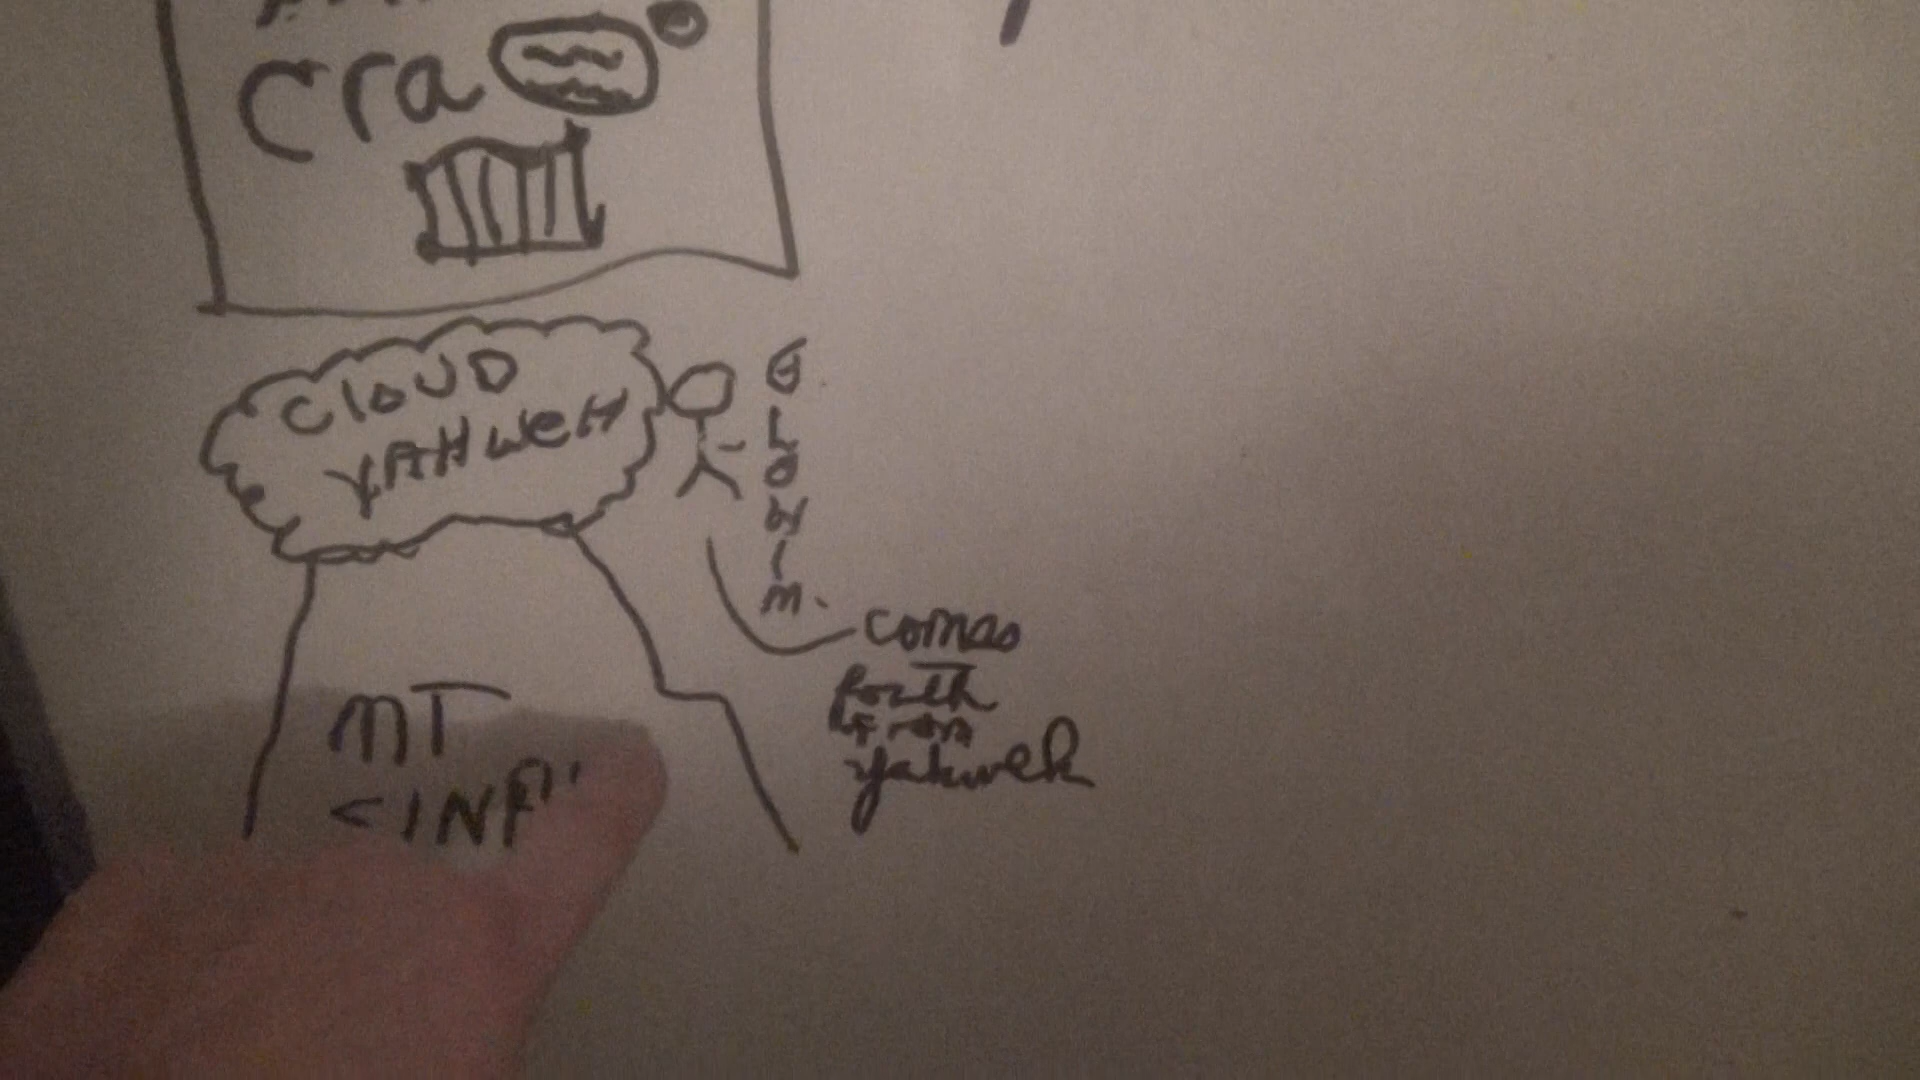 cra
CLOUD
YAHWEH
ELOHIM.
comes
forth
from
yahweh
MT